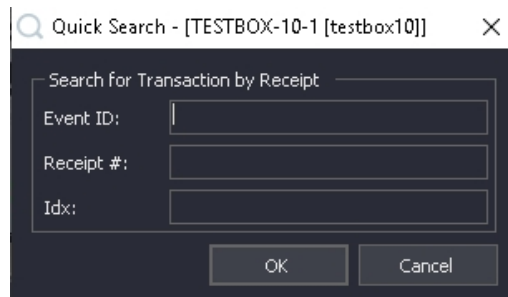 Quick Search - [TESTBOX-10-1 [testbox10]]
Search for Transaction by Receipt
Event ID:
Receipt #:
Idx:
OK Cancel